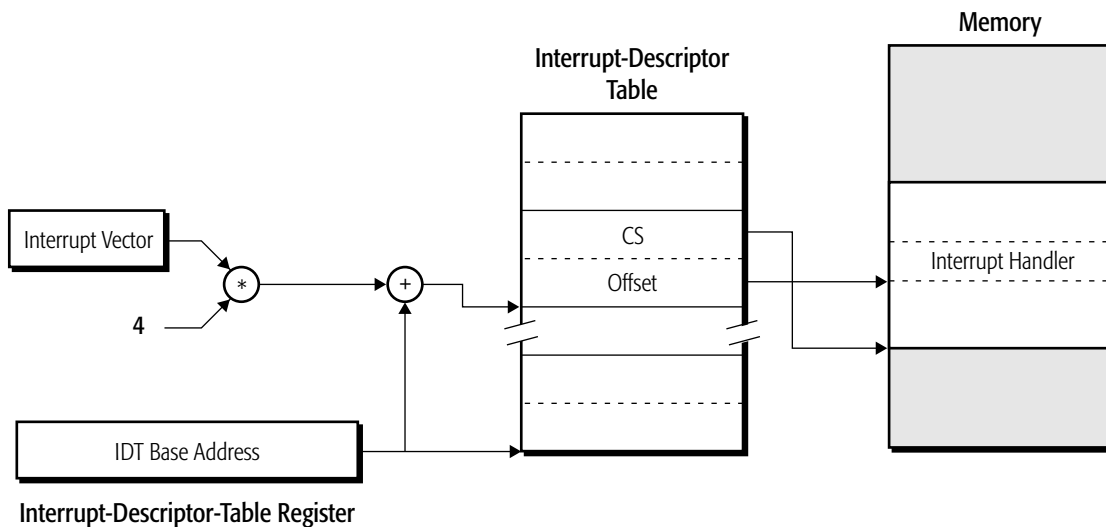 Memory
Interrupt-Descriptor
Table
Interrupt Vector
CS
Interrupt Handler
*
+
Offset
4
IDT Base Address
Interrupt-Descriptor-Table Register